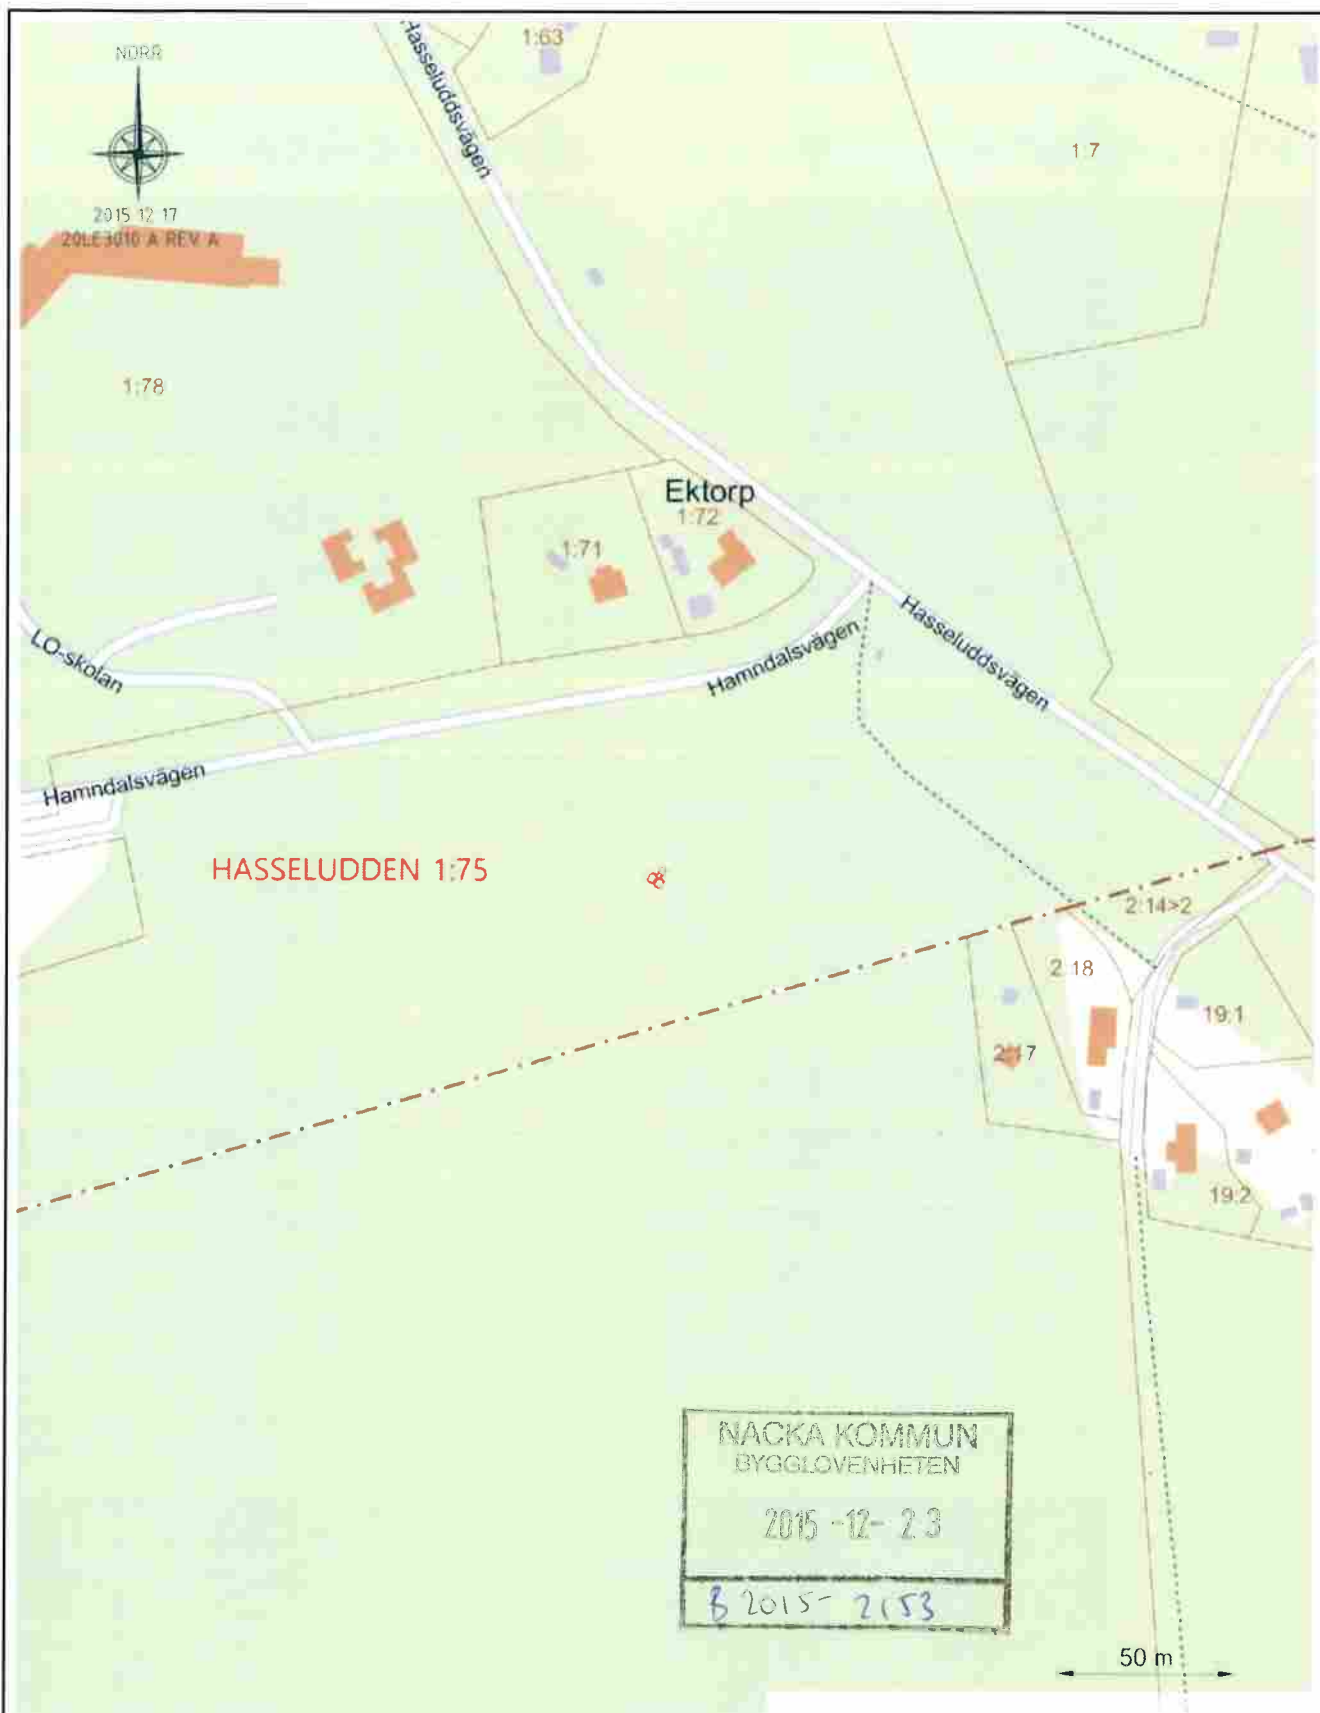 NORR
2015 12 17
20LE3010 A REV A
Hasseluddsvägen
1:63
1:7
1:78
Ektorp
1:72
1:71
LO-skolan
Hamndalsvägen
Hasseluddsvägen
Hamndalsvägen
HASSELUDDEN 1:75
2:14>2
2:18
19:1
2:17
19:2
NACKA KOMMUN
BYGGLOVENHETEN
2015 -12- 23
B 2015- 2153
50 m